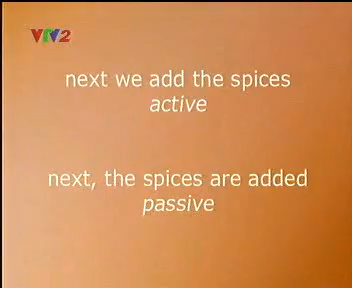 VTV2
next we add the spices
active
next, the spices are added
passive